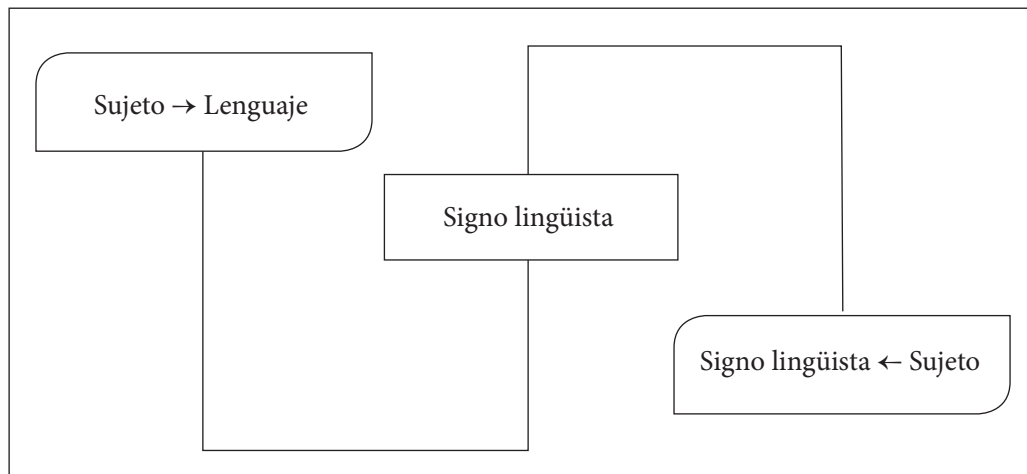 Sujeto → Lenguaje
Signo lingüista
Signo lingüista ← Sujeto